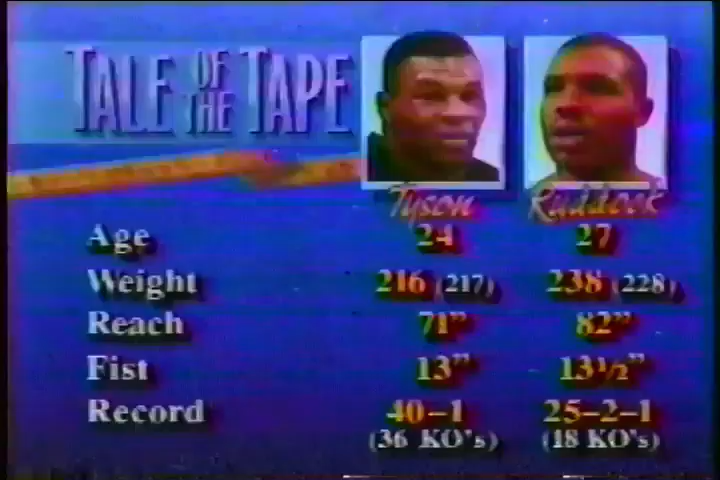 TALE OF THE TAPE
Tyson Ruddock
Age 24 27
Weight 216 (217) 238 (228)
Reach 71” 82”
Fist 13” 13½”
Record 40-1 25-2-1
(36 KO's) (18 KO's)